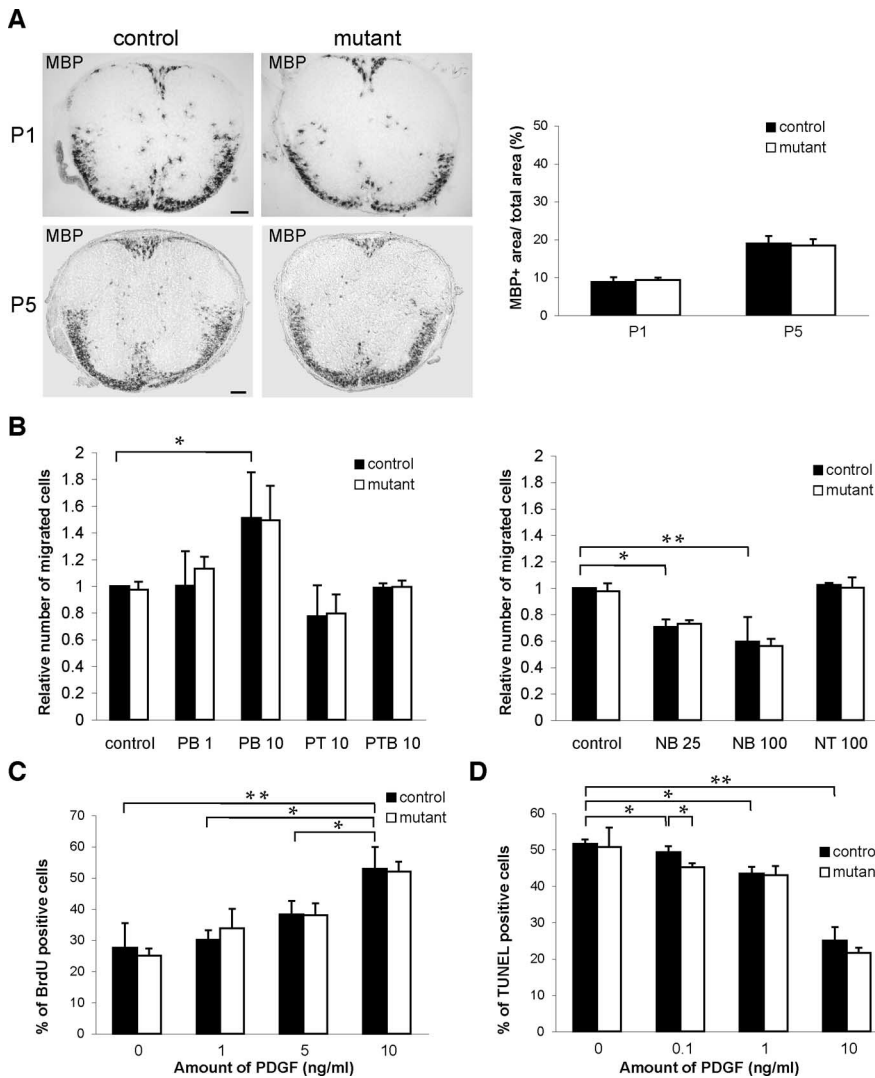 A
control mutant
MBP MBP
P1
MBP MBP
P5
MBP+ area/ total area (%)
50
40
30
20
10
0
control
mutant
P1 P5
B
Relative number of migrated cells
2
1.8
1.6
1.4
1.2
1
0.8
0.6
0.4
0.2
0
*
control
mutant
control PB 1 PB 10 PT 10 PTB 10
Relative number of migrated cells
2
1.8
1.6
1.4
1.2
1
0.8
0.6
0.4
0.2
0
**
*
control
mutant
control NB 25 NB 100 NT 100
C
% of BrdU positive cells
70
60
50
40
30
20
10
0
**
*
*
control
mutant
0 1 5 10
Amount of PDGF (ng/ml)
D
% of TUNEL positive cells
60
50
40
30
20
10
0
**
*
* *
contro
mutant
0 0.1 1 10
Amount of PDGF (ng/ml)